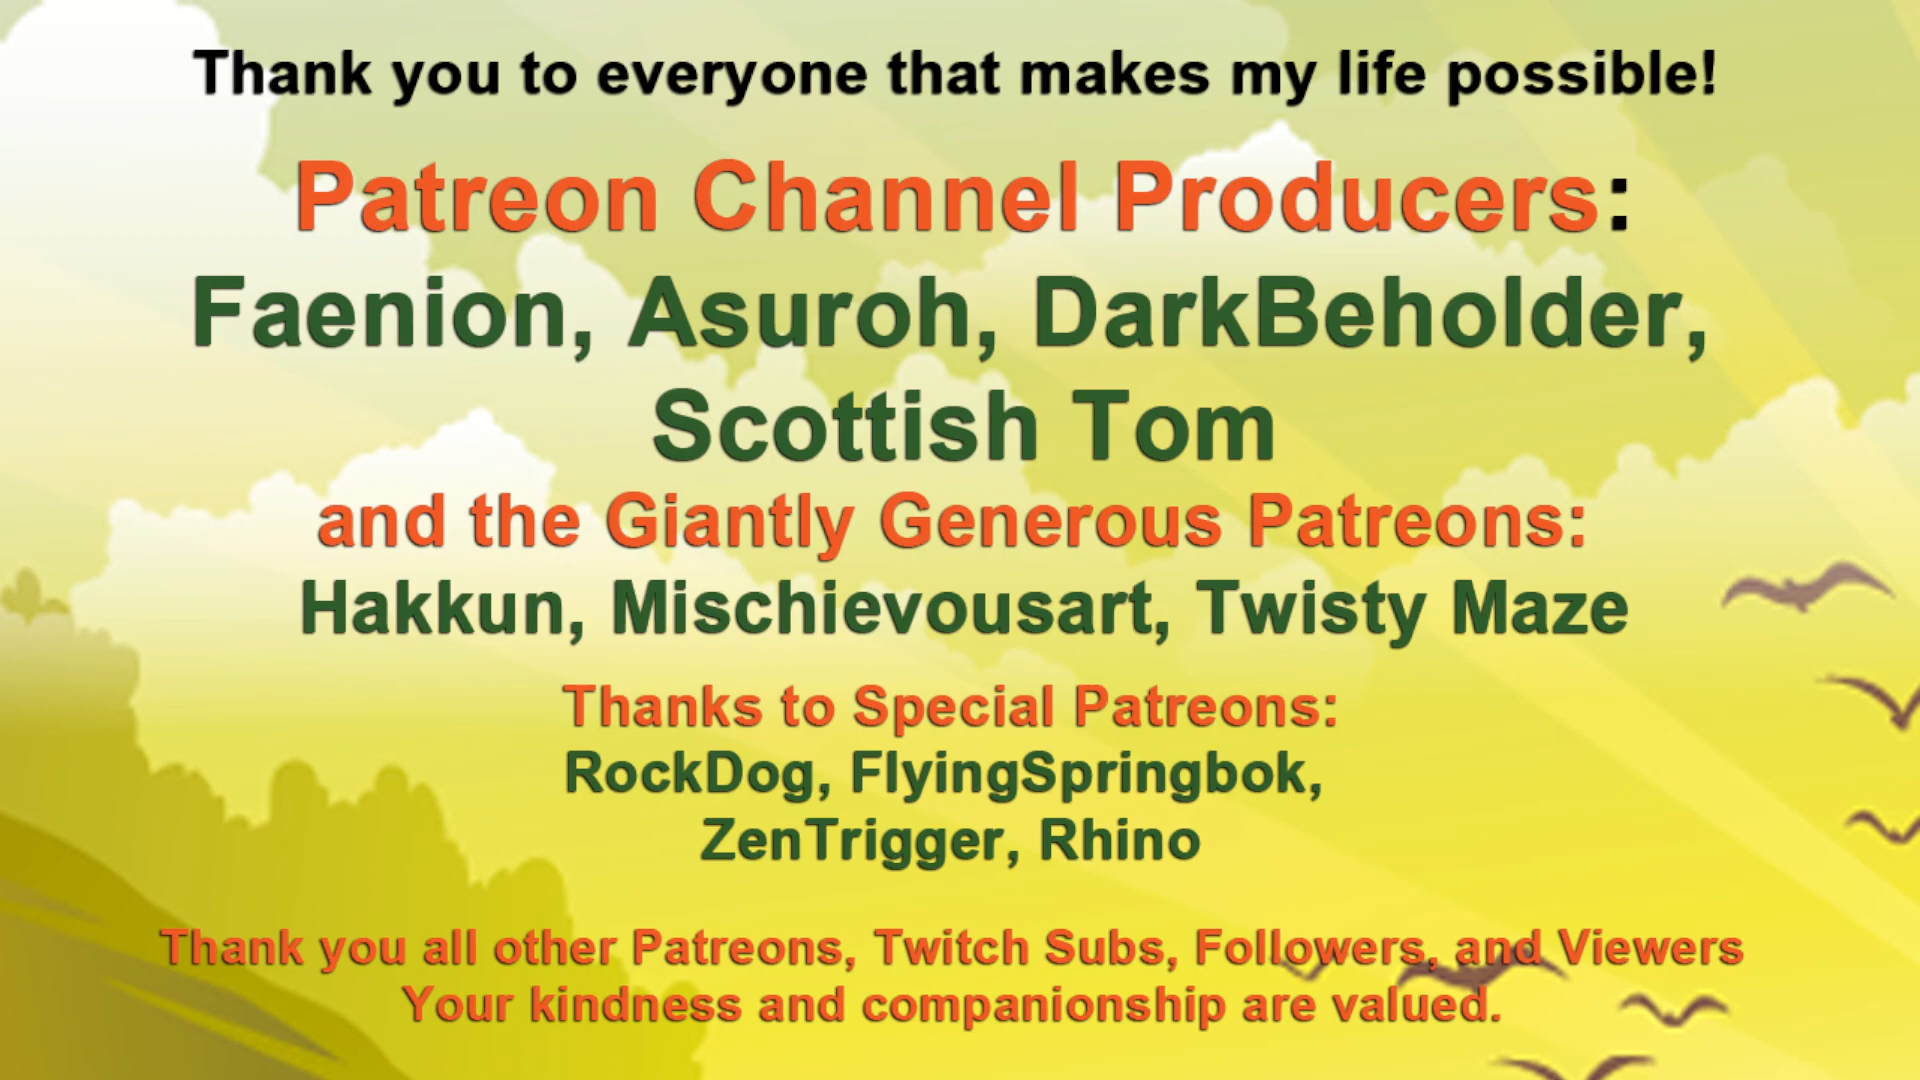 Thank you to everyone that makes my life possible!
Patreon Channel Producers:
Faenion, Asuroh, DarkBeholder,
Scottish Tom
and the Giantly Generous Patreons:
Hakkun, Mischievousart, Twisty Maze
Thanks to Special Patreons:
RockDog, FlyingSpringbok,
ZenTrigger, Rhino
Thank you all other Patreons, Twitch Subs, Followers, and Viewers
Your kindness and companionship are valued.